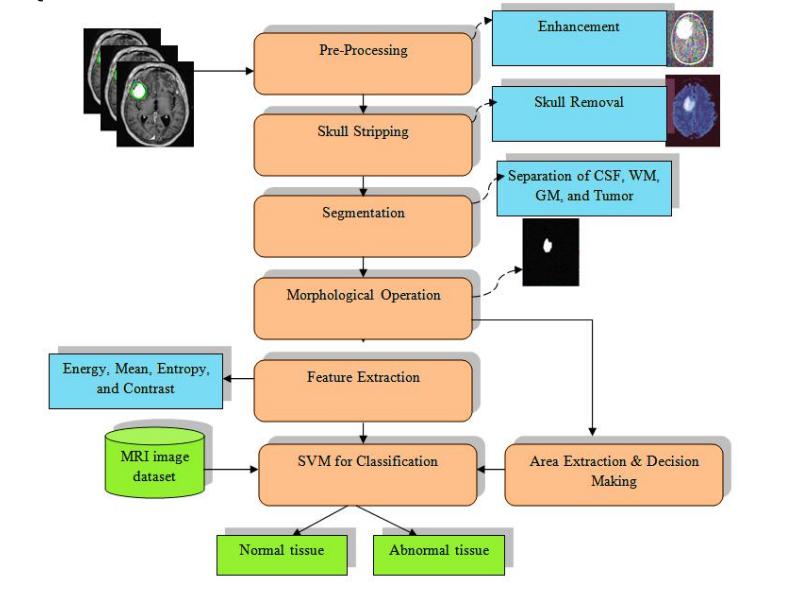 Pre-Processing
Enhancement
Skull Stripping
Skull Removal
Segmentation
Separation of CSF, WM,
GM, and Tumor
Morphological Operation
Energy, Mean, Entropy,
and Contrast
Feature Extraction
MRI image
dataset
SVM for Classification
Area Extraction & Decision
Making
Normal tissue
Abnormal tissue